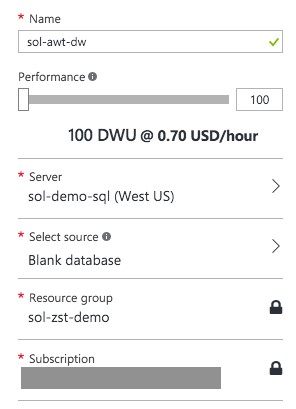 * Name
sol-awt-dw
Performance
100
100 DWU @ 0.70 USD/hour
* Server
sol-demo-sql (West US)
* Select source
Blank database
* Resource group
sol-zst-demo
* Subscription